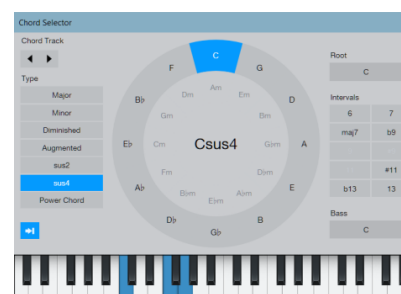 Chord Selector
Chord Track
Type
Major
Minor
Diminished
Augmented
sus2
sus4
Power Chord
C
F
G
B♭
D
E♭
A
A♭
E
D♭
B
G♭
Am
Dm
Em
Gm
Bm
Cm
G♭m
Fm
D♭m
B♭m
A♭m
E♭m
Csus4
Root
C
Intervals
6 7
maj7 b9
#11
b13 13
Bass
C